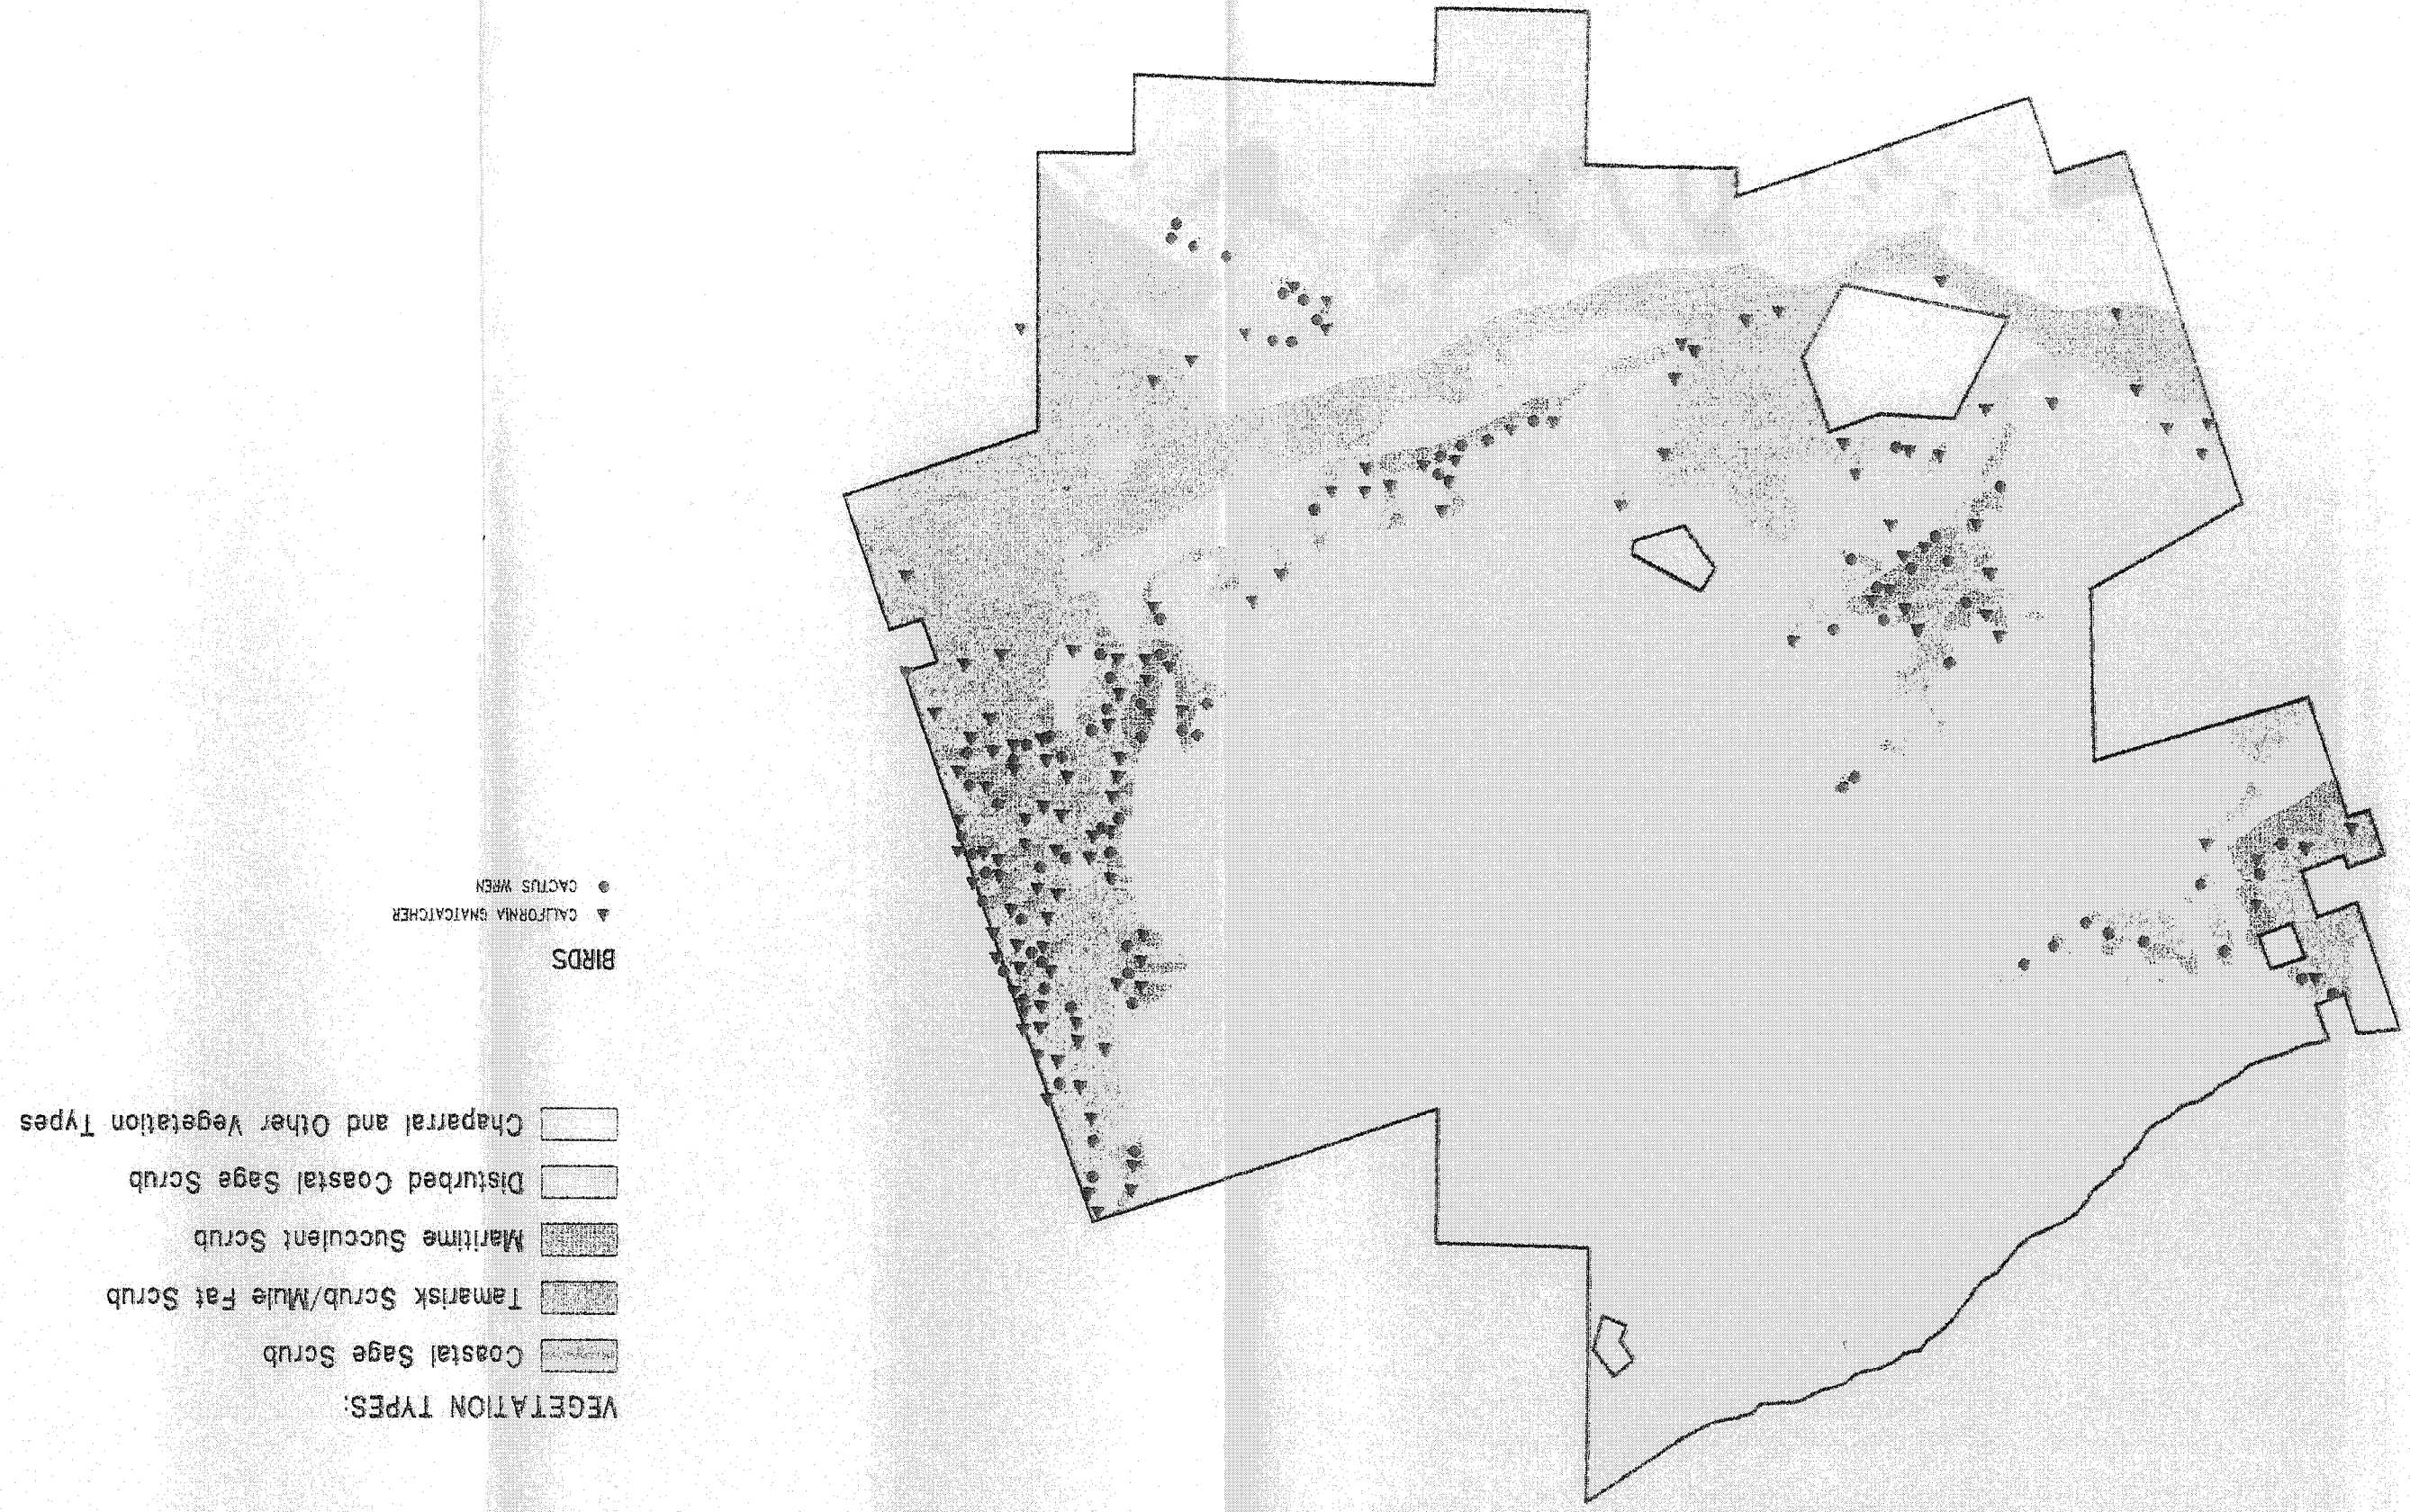 VEGETATION TYPES:
Coastal Sage Scrub
Tamarisk Scrub/Mule Fat Scrub
Maritime Succulent Scrub
Disturbed Coastal Sage Scrub
Chaparral and Other Vegetation Types
BIRDS
CALIFORNIA GNATCATCHER
CACTUS WREN